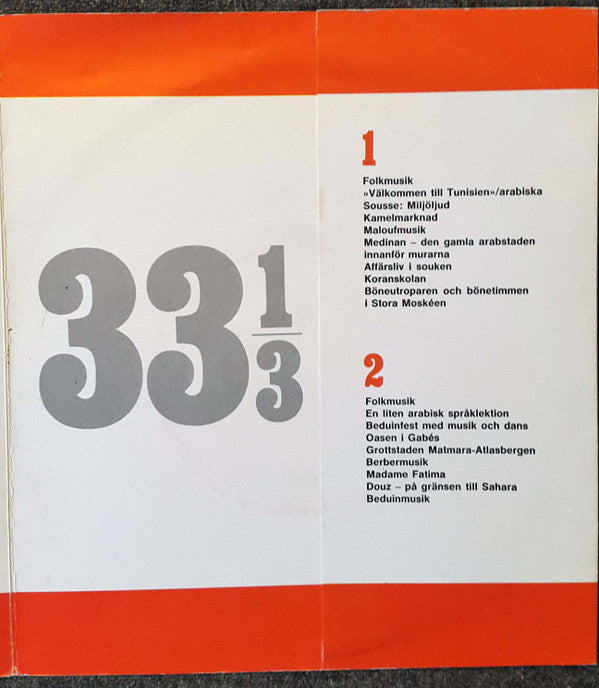 33 1/3
1
Folkmusik
»Välkommen till Tunisien»/arabiska
Sousse: Miljöljud
Kamelmarknad
Maloufmusik
Medinan – den gamla arabstaden
innanför murarna
Affärsliv i souken
Koranskolan
Böneutroparen och bönetimmen
i Stora Moskéen
2
Folkmusik
En liten arabisk språklektion
Beduinfest med musik och dans
Oasen i Gabés
Grottstaden Matmara-Atlasbergen
Berbermusik
Madame Fatima
Douz – på gränsen till Sahara
Beduinmusik